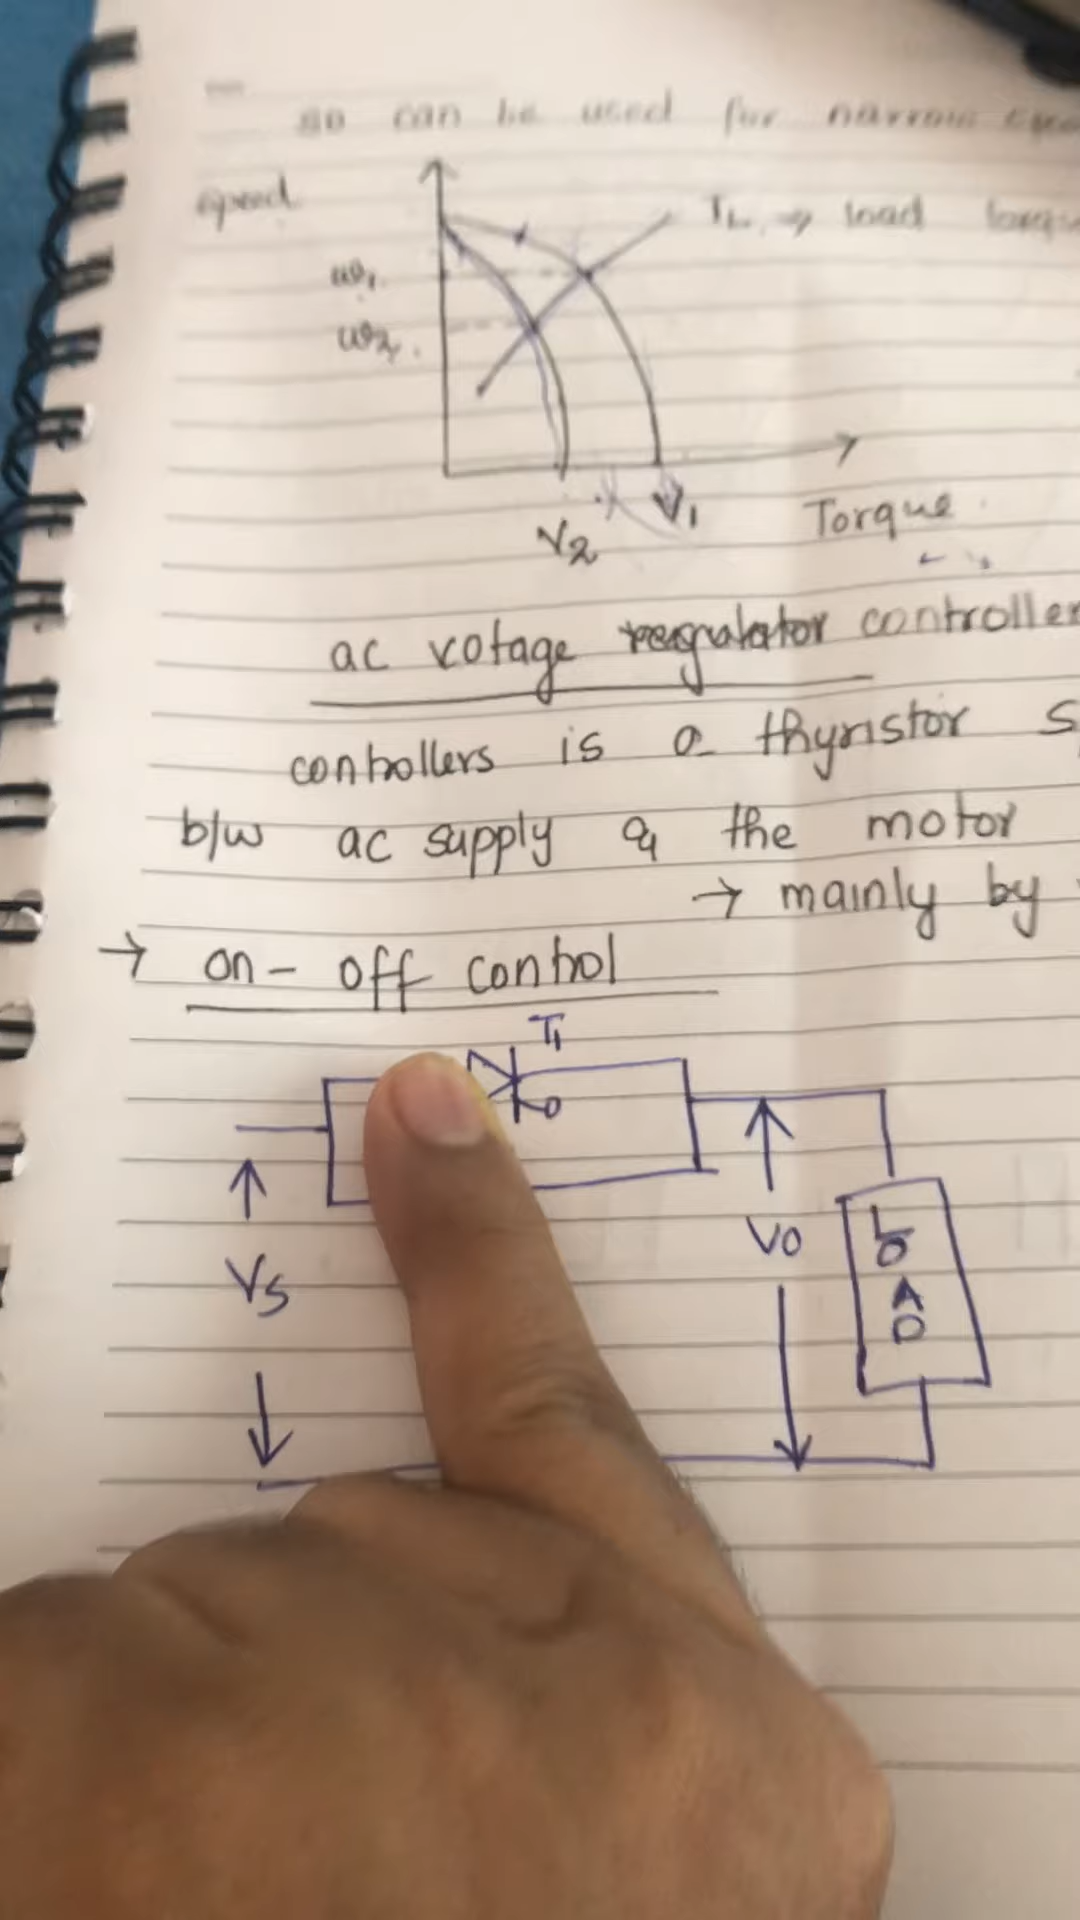 so can be used for narrow
speed
TL → load
ω1.
ω2.
V2
V1
Torque
ac votage regulator controller
controllers is a thyristor
b/w ac supply & the motor
→ mainly by
→ on - off control
T1
Vs
Vo
LOAD